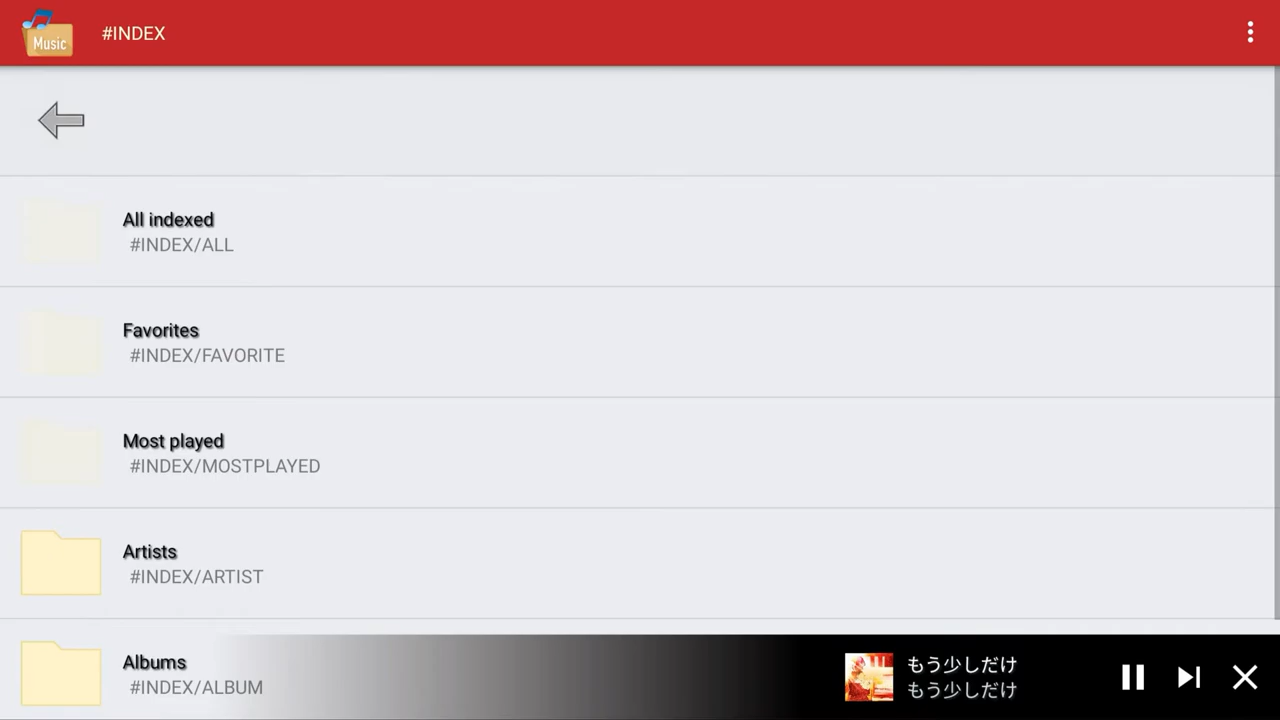 Music
#INDEX
All indexed
#INDEX/ALL
Favorites
#INDEX/FAVORITE
Most played
#INDEX/MOSTPLAYED
Artists
#INDEX/ARTIST
Albums
#INDEX/ALBUM
もう少しだけ
もう少しだけ